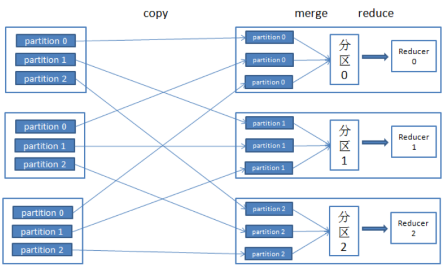 copy
merge
reduce
partition 0
partition 1
partition 2
partition 0
partition 1
partition 2
partition 0
partition 1
partition 2
partition 0
partition 0
partition 0
分
区
0
Reducer
0
partition 1
partition 1
partition 1
分
区
1
Reducer
1
partition 2
partition 2
partition 2
分
区
2
Reducer
2